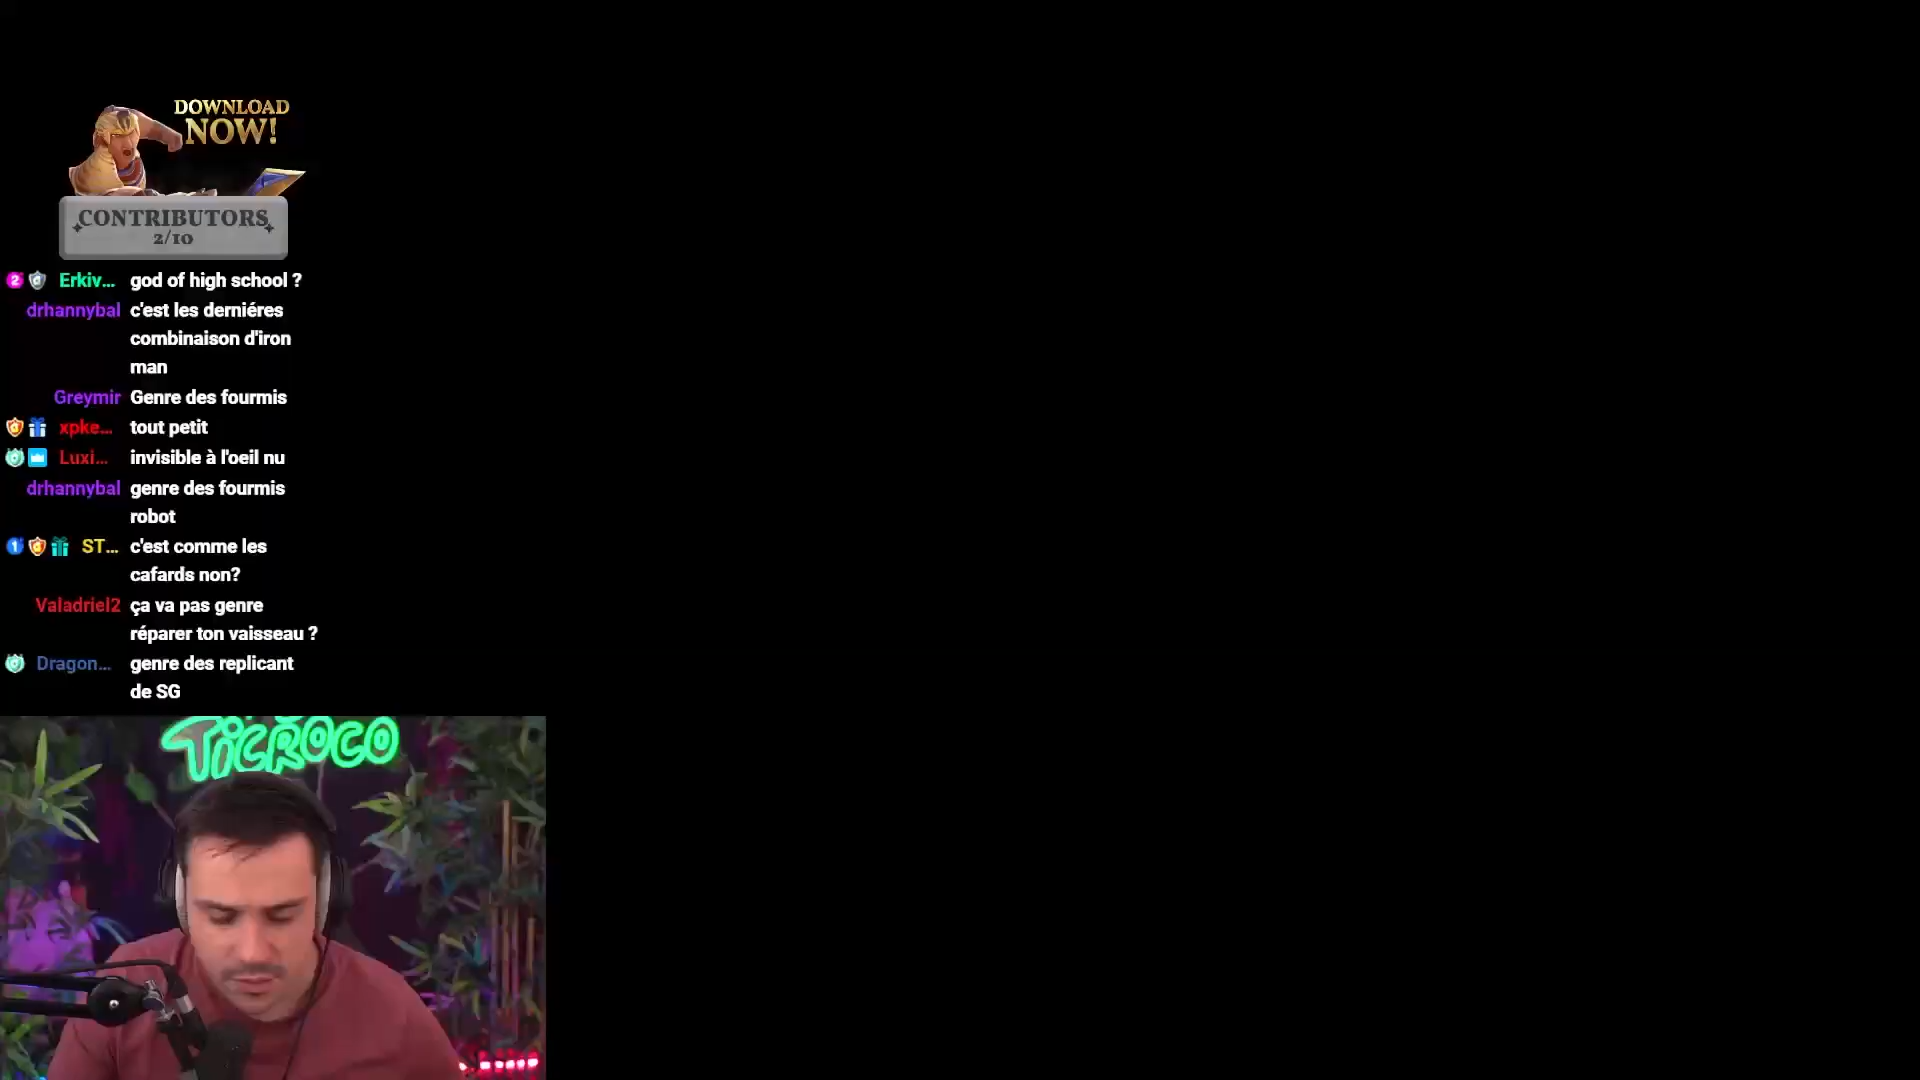 DOWNLOAD
NOW!
CONTRIBUTORS
2/10
2 Erkiv... god of high school ?
drhannybal c'est les derniéres
combinaison d'iron
man
Greymir Genre des fourmis
xpke... tout petit
Luxi... invisible à l'oeil nu
drhannybal genre des fourmis
robot
1 ST... c'est comme les
cafards non?
Valadriel2 ça va pas genre
réparer ton vaisseau ?
Dragon... genre des replicant
de SG
TiCROCO